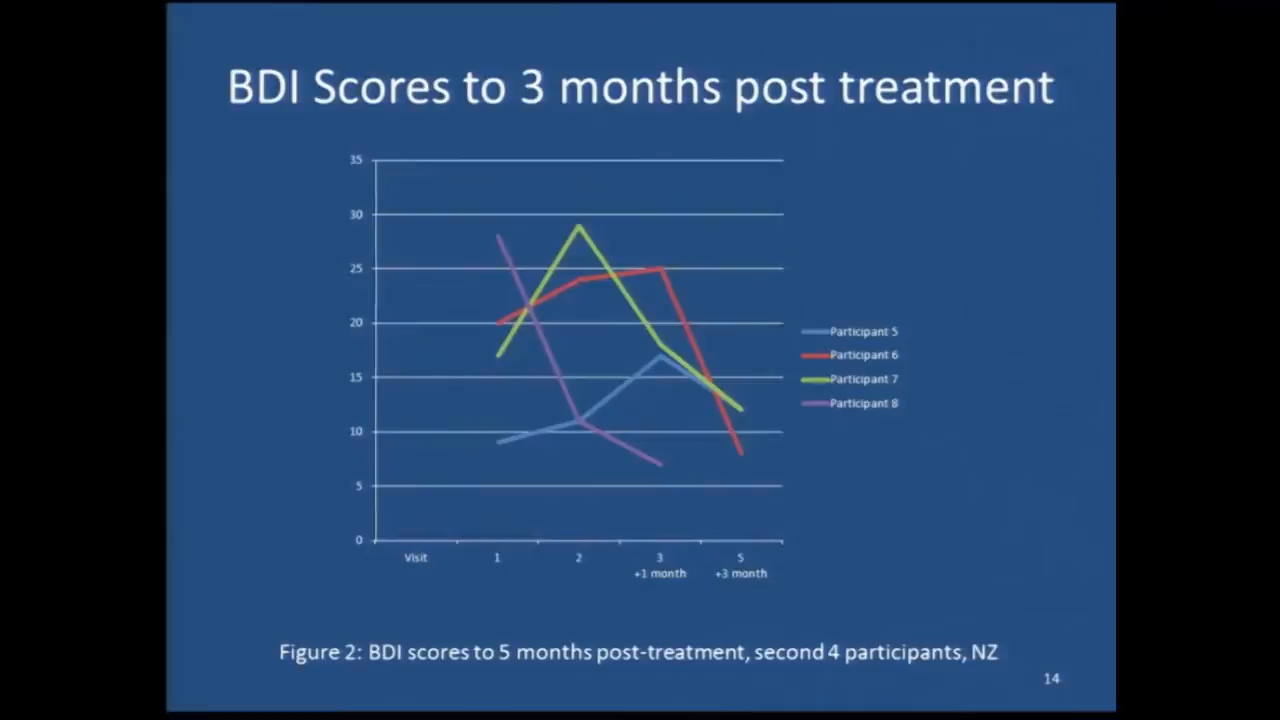 BDI Scores to 3 months post treatment
35
30
25
20
15
10
5
0
Visit 1 2 3 5
+1 month +3 month
Participant 5
Participant 6
Participant 7
Participant 8
Figure 2: BDI scores to 5 months post-treatment, second 4 participants, NZ
14